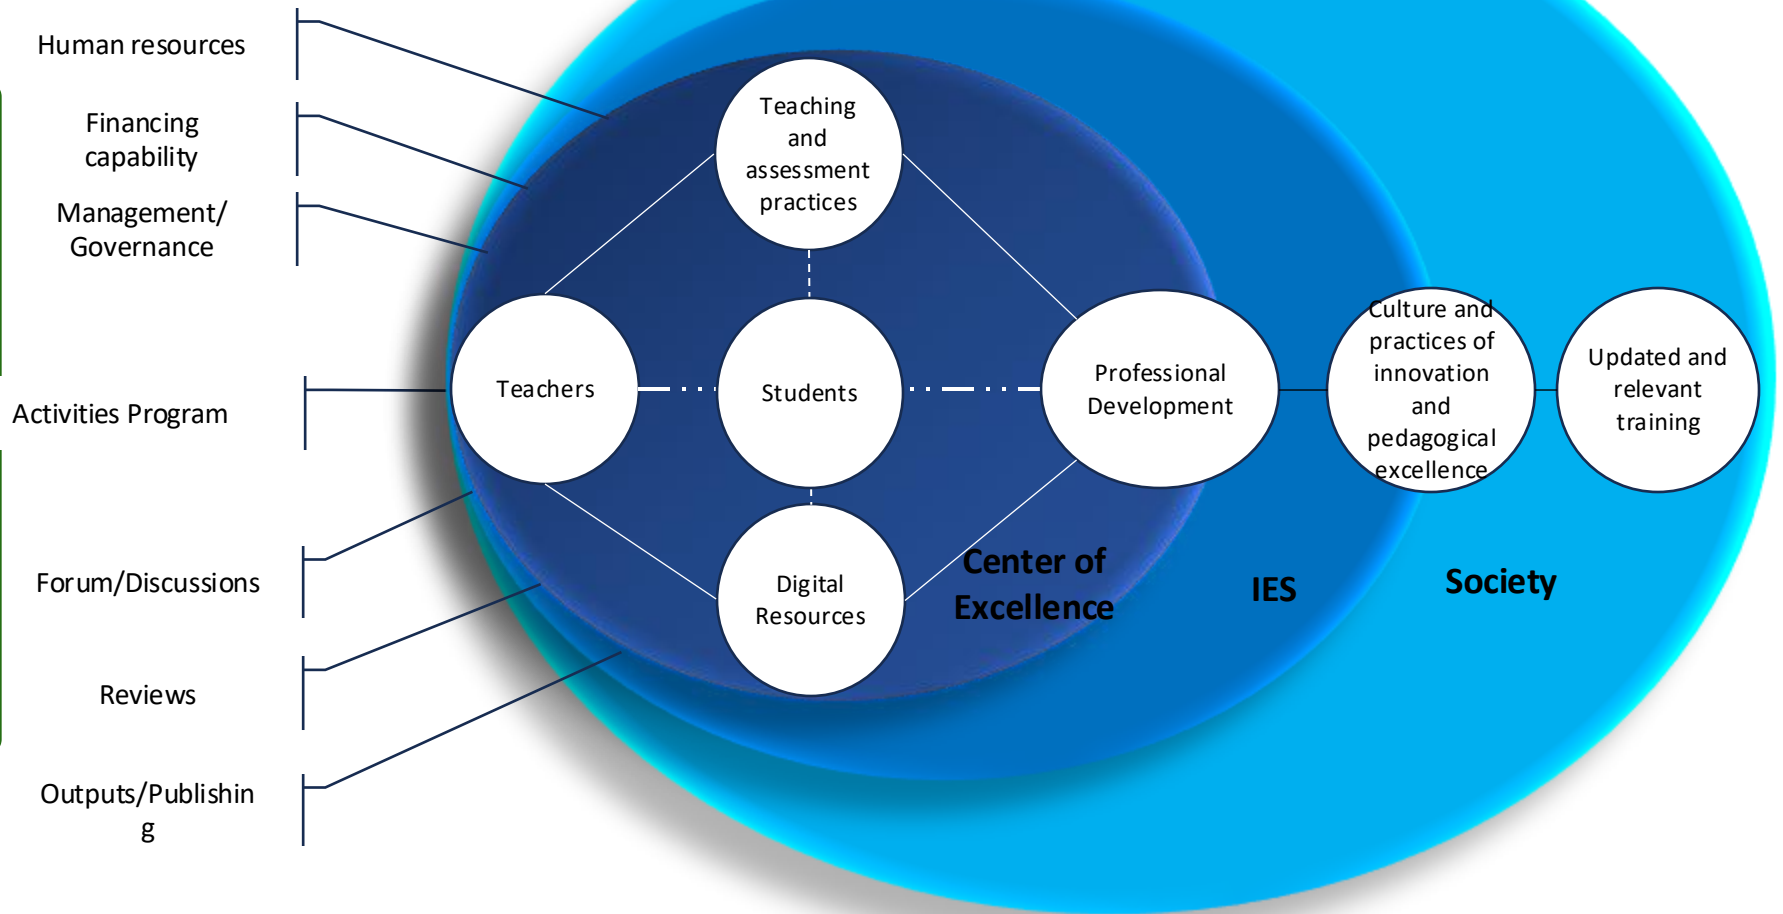 Human resources
Financing
capability
Management/
Governance
Activities Program
Forum/Discussions
Reviews
Outputs/Publishin
g
Teaching
and
assessment
practices
Teachers
Students
Digital
Resources
Professional
Development
Culture and
practices of
innovation
and
pedagogical
excellence
Updated and
relevant
training
Center of
Excellence
IES
Society